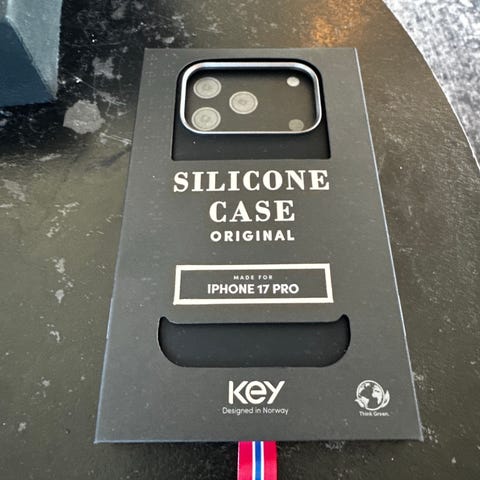 SILICONE
CASE
ORIGINAL
MADE FOR
IPHONE 17 PRO
KEY
Designed in Norway
Think Green.